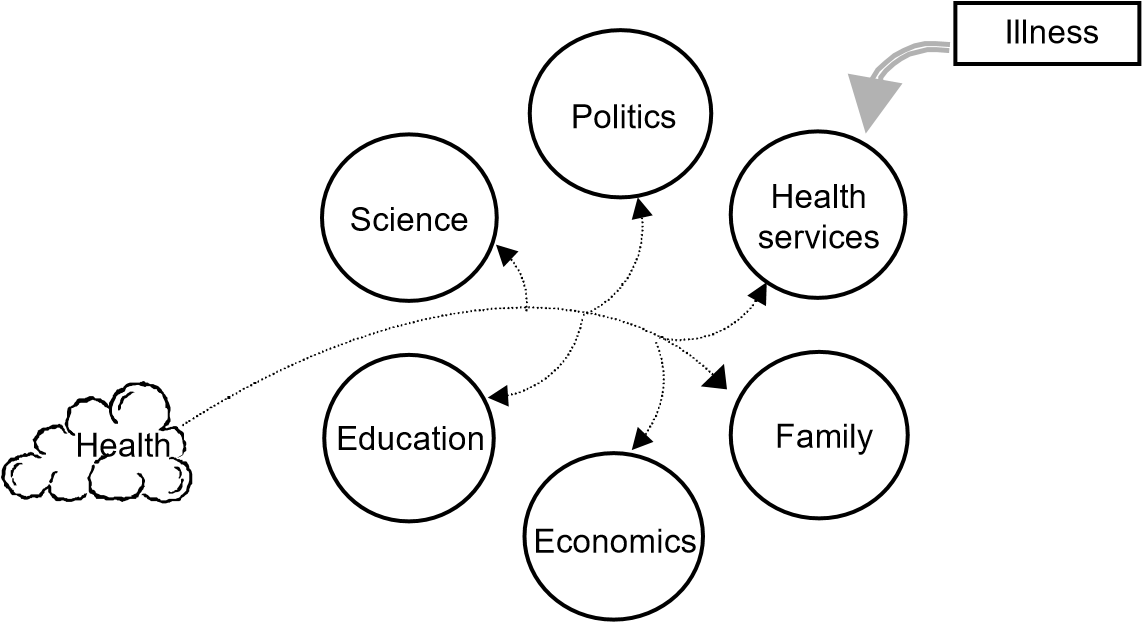 Illness
Politics
Health
services
Science
Education
Health
Family
Economics